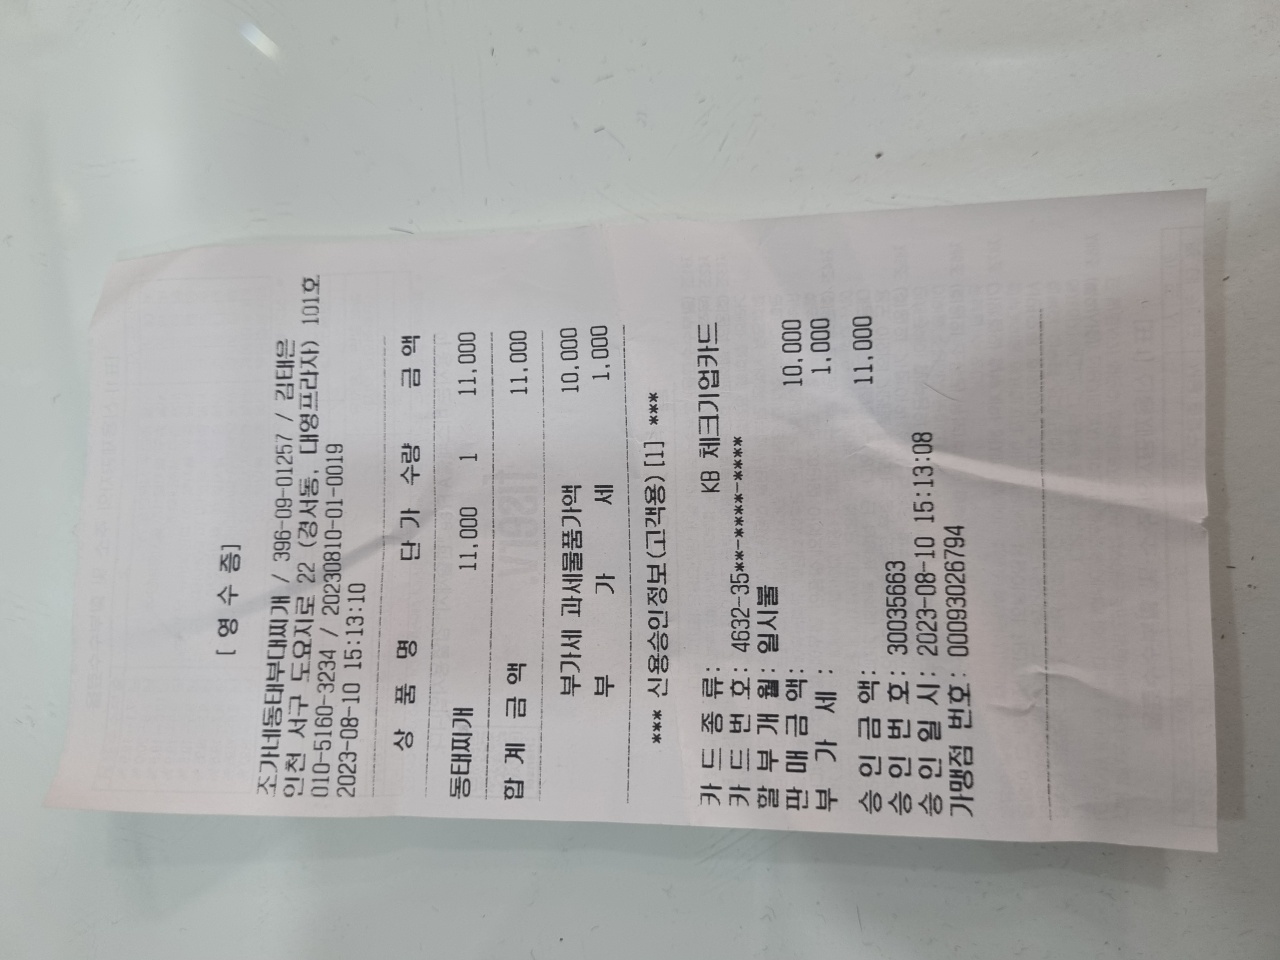 [ 영 수 증]
조가네동태부대찌개 / 396-09-01257 / 김태은
인천 서구 도요지로 22 (경서동, 대영프라자) 101호
010-5160-3234 / 20230810-01-0019
2023-08-10 15:13:10
상 품 명 단 가 수량 금 액
동태찌개 11,000 1 11,000
합 계 금 액 11,000
부가세 과세물품가액 10,000
부 가 세 1,000
*** 신용승인정보(고객용) [1] ***
카 드 종 류: KB 체크기업카드
카 드 번 호: 4632-35**-****-****
할 부 개 월: 일시불
판 매 금 액: 10,000
부 가 세 : 1,000
승 인 금 액: 11,000
승 인 번 호: 30035663
승 인 일 시: 2023-08-10 15:13:08
가맹점 번호: 00093026794